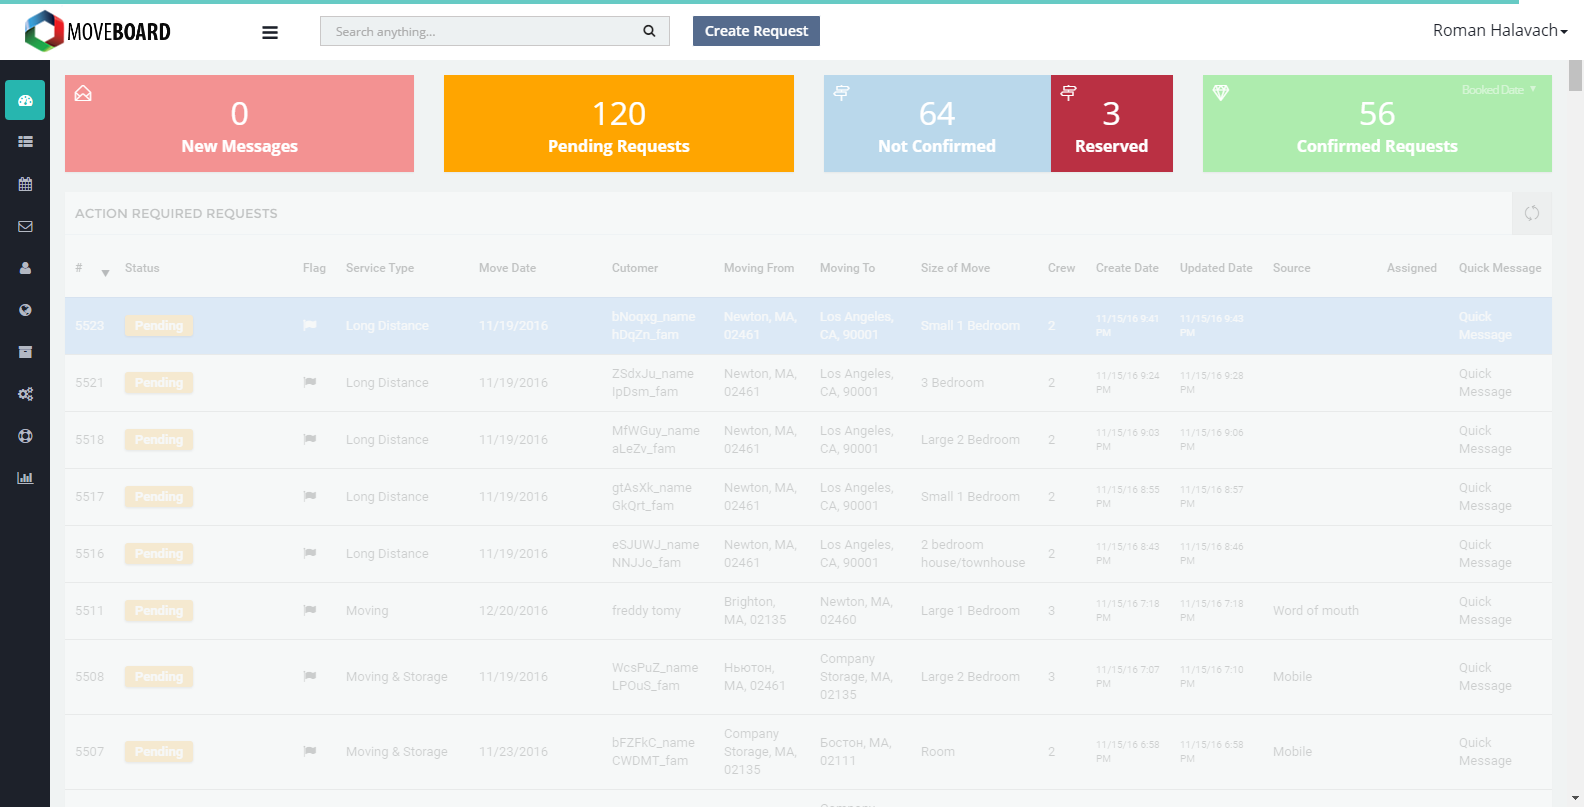 MOVEBOARD
Search anything...
Create Request
Roman Halavach
0
New Messages
120
Pending Requests
64
Not Confirmed
3
Reserved
Booked Date
56
Confirmed Requests
ACTION REQUIRED REQUESTS
# Status Flag Service Type Move Date Cutomer Moving From Moving To Size of Move Crew Create Date Updated Date Source Assigned Quick Message
5523 Pending Long Distance 11/19/2016 bNoqxg_name Newton, MA, Los Angeles, Small 1 Bedroom 2 11/15/16 9:41 11/15/16 9:43 Quick
hDqZn_fam 02461 CA, 90001 PM PM Message
5521 Pending Long Distance 11/19/2016 ZSdxJu_name Newton, MA, Los Angeles, 3 Bedroom 2 11/15/16 9:24 11/15/16 9:28 Quick
IpDsm_fam 02461 CA, 90001 PM PM Message
5518 Pending Long Distance 11/19/2016 MfWGuy_name Newton, MA, Los Angeles, Large 2 Bedroom 2 11/15/16 9:03 11/15/16 9:06 Quick
aLeZv_fam 02461 CA, 90001 PM PM Message
5517 Pending Long Distance 11/19/2016 gtAsXk_name Newton, MA, Los Angeles, Small 1 Bedroom 2 11/15/16 8:55 11/15/16 8:57 Quick
GkQrt_fam 02461 CA, 90001 PM PM Message
5516 Pending Long Distance 11/19/2016 eSJUWJ_name Newton, MA, Los Angeles, 2 bedroom 2 11/15/16 8:43 11/15/16 8:46 Quick
NNJJo_fam 02461 CA, 90001 house/townhouse PM PM Message
5511 Pending Moving 12/20/2016 freddy tomy Brighton, Newton, MA, Large 1 Bedroom 3 11/15/16 7:18 11/15/16 7:18 Word of mouth Quick
MA, 02135 02460 PM PM Message
5508 Pending Moving & Storage 11/19/2016 WcsPuZ_name Ньютон, Company Large 2 Bedroom 3 11/15/16 7:07 11/15/16 7:10 Mobile Quick
LPOuS_fam MA, 02461 Storage, MA, PM PM Message
02135
5507 Pending Moving & Storage 11/23/2016 bFZFkC_name Company Бостон, MA, Room 2 11/15/16 6:58 11/15/16 6:58 Mobile Quick
CWDMT_fam Storage, MA, 02111 PM PM Message
02135
Company